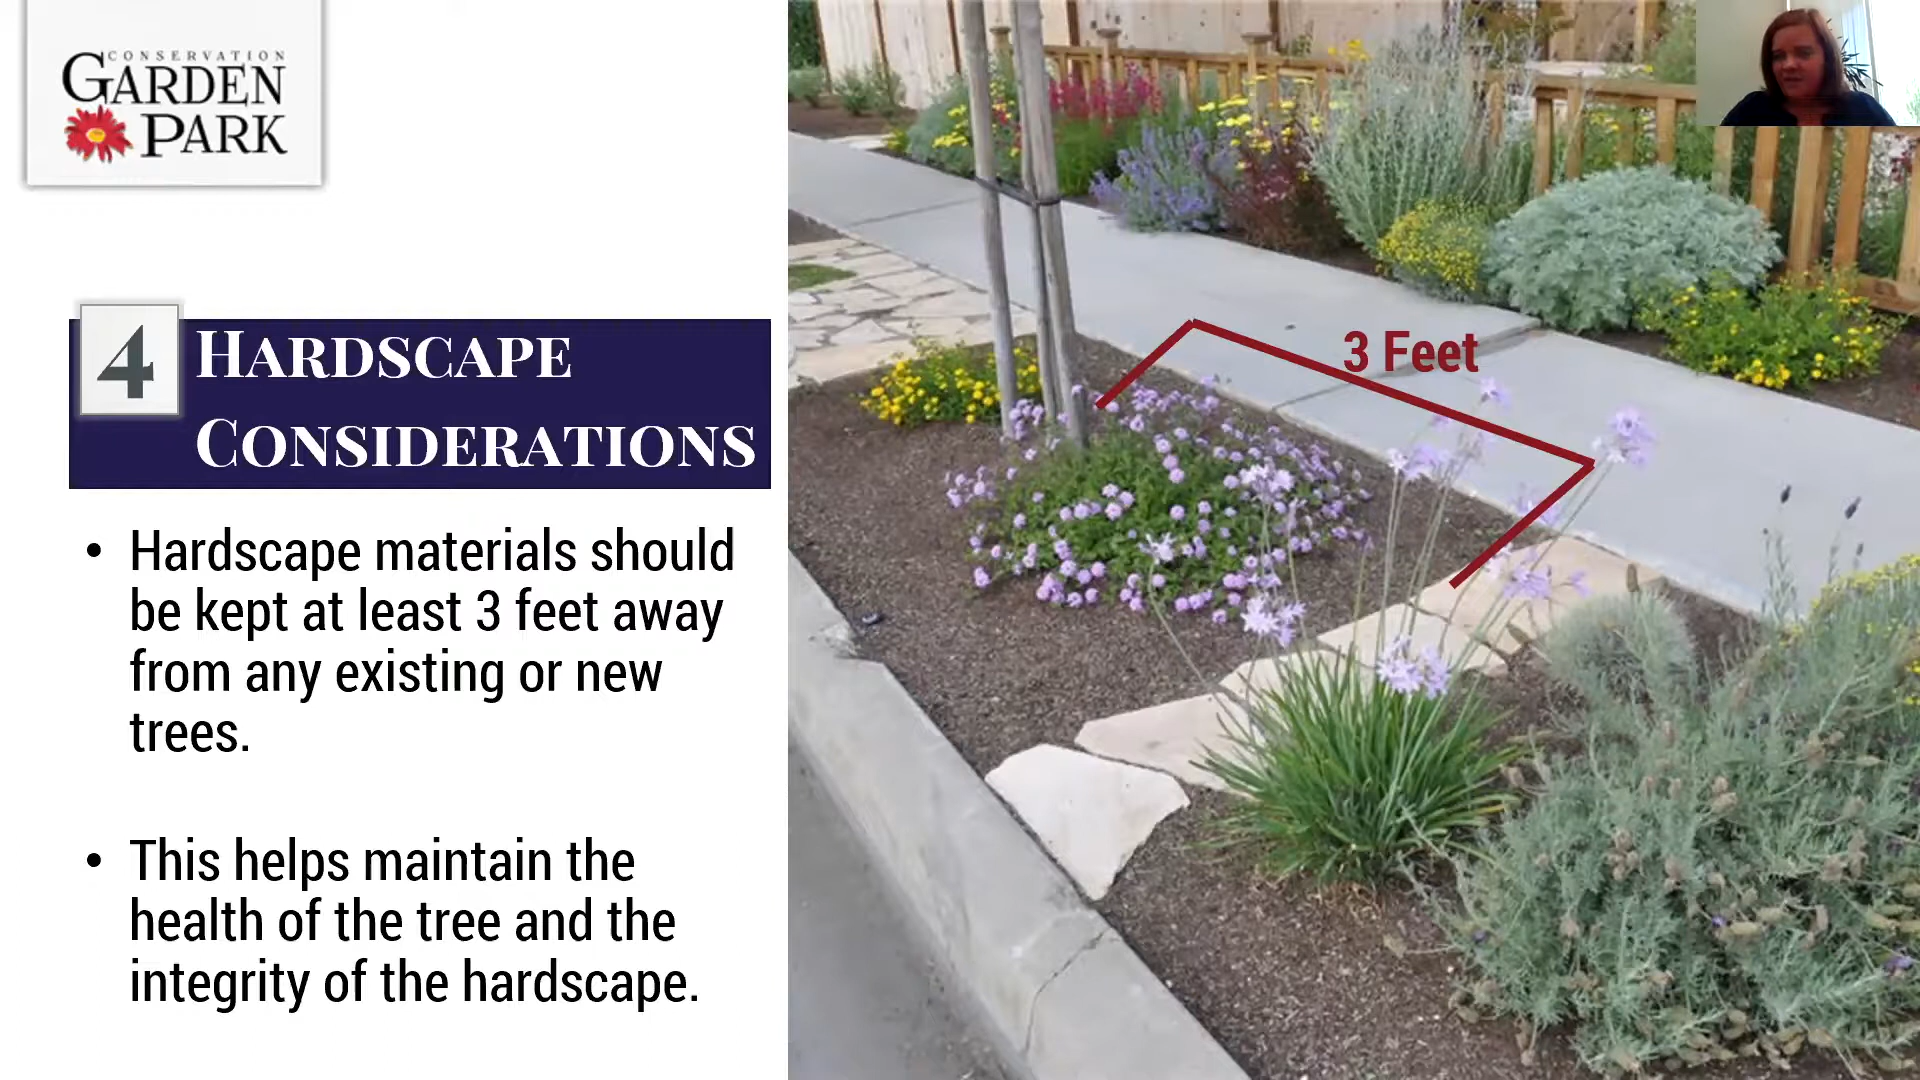 CONSERVATION
GARDEN
PARK
4
HARDSCAPE
CONSIDERATIONS
• Hardscape materials should
be kept at least 3 feet away
from any existing or new
trees.
• This helps maintain the
health of the tree and the
integrity of the hardscape.
3 Feet